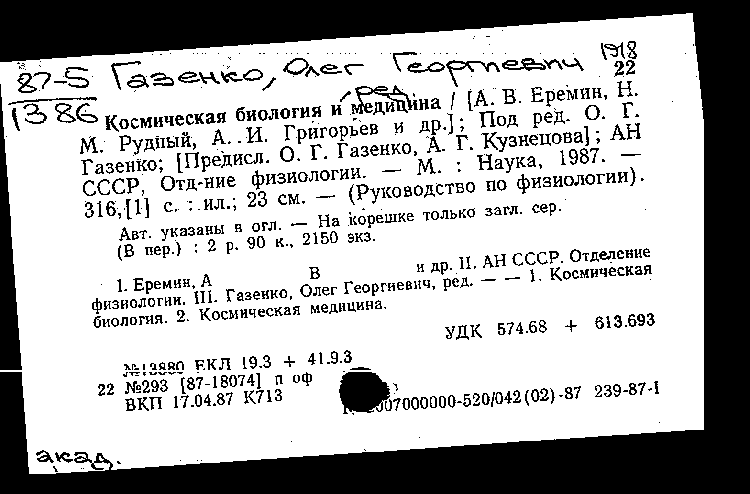 87-5 Газенко, Олег Георгиевич 1918
1386 , ред. 22
Космическая биология и медицина / [А. В. Еремин, Н.
М. Рудный, А. И. Григорьев и др.]; Под ред. О. Г.
Газенко; [Предисл. О. Г. Газенко, А. Г. Кузнецова]; АН
СССР, Отд-ние физиологии. — М. : Наука, 1987. —
316,[1] с. : ил.; 23 см. — (Руководство по физиологии).
Авт. указаны в огл. — На корешке только загл. сер.
(В пер.) : 2 р. 90 к., 2150 экз.
1. Еремин, А В и др. II. АН СССР. Отделение
физиологии. III. Газенко, Олег Георгиевич, ред. — — 1. Космическая
биология. 2. Космическая медицина.
УДК 574.68 + 613.693
№13880 ЕКЛ 19.3 + 41.9.3
22 №293 [87-18074] п оф
ВКП 17.04.87 К713
2007000000-520/042(02)-87 239-87-1
акад.